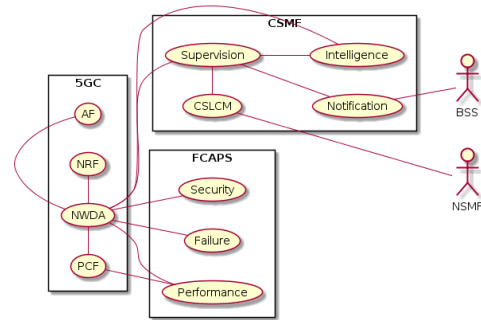 CSMF
Supervision
Intelligence
CSLCM
Notification
BSS
NSMF
5GC
AF
NRF
NWDA
PCF
FCAPS
Security
Failure
Performance